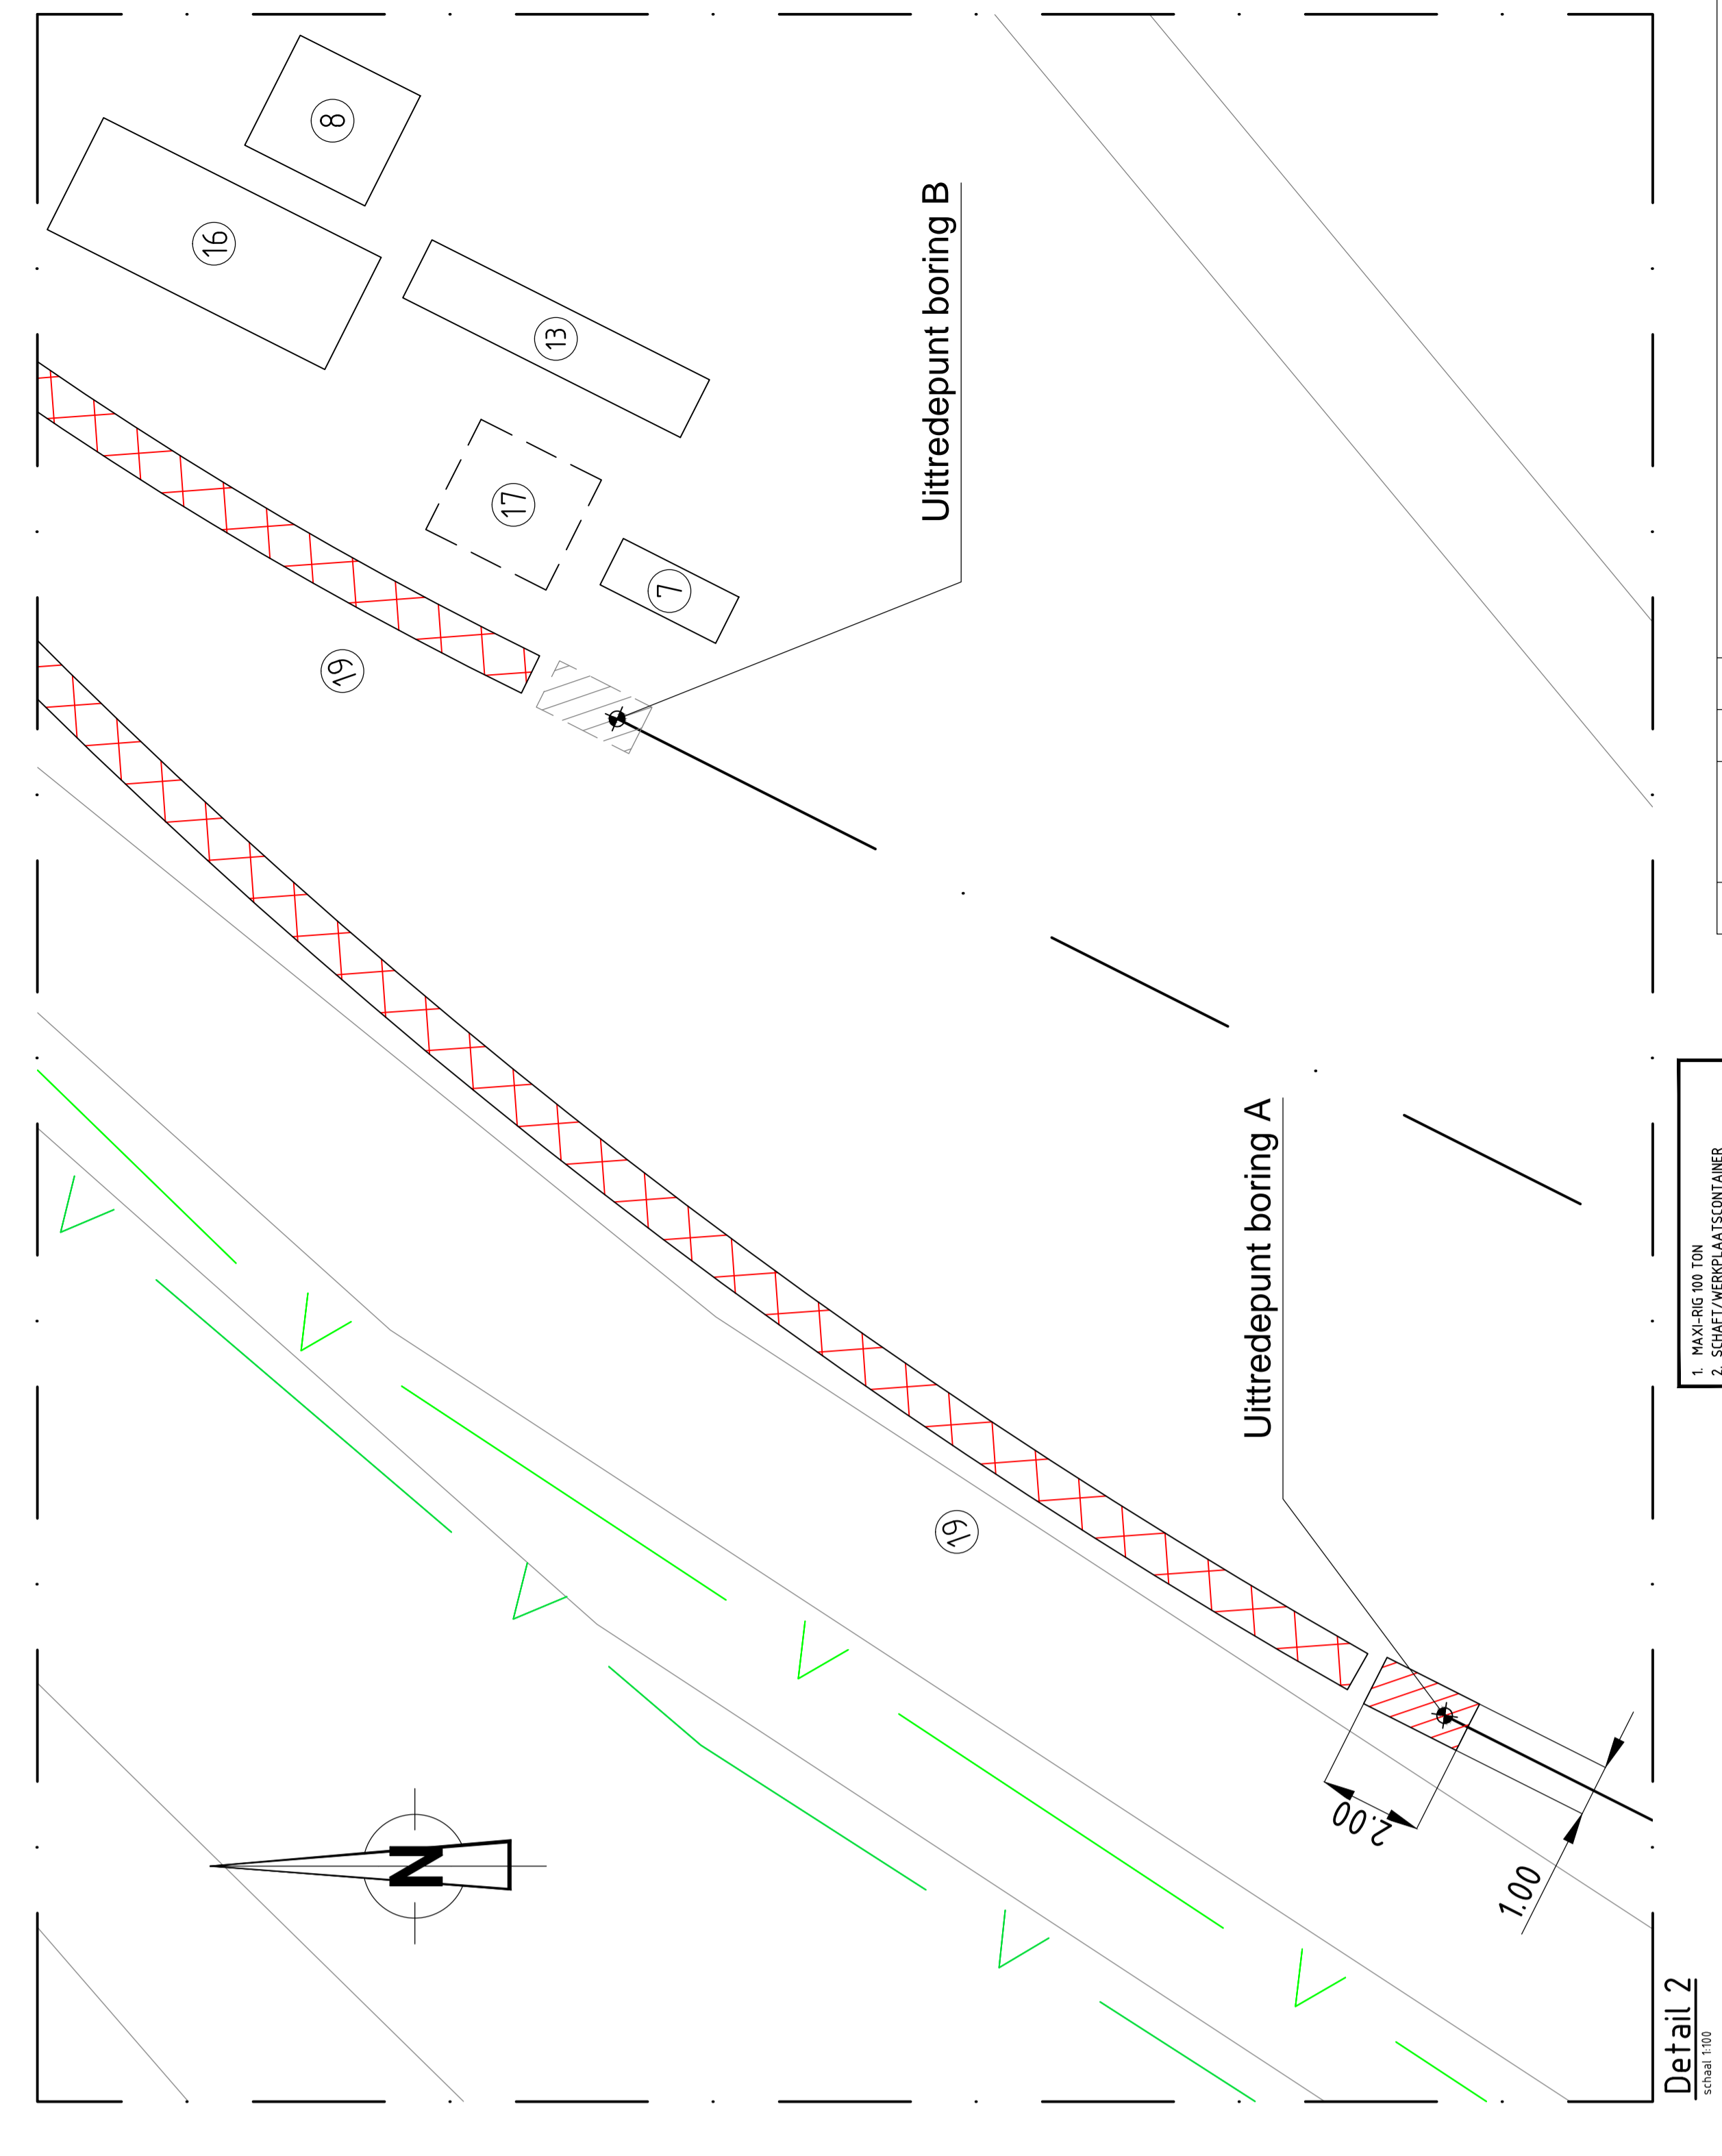 8
16
13
17
7
19
Uittredepunt boring B
Uittredepunt boring A
19
N
2.00
1.00
Detail 2
schaal 1:100
1. MAXI-RIG 100 TON
2. SCHAFT/WERKPLAATSCONTAINER